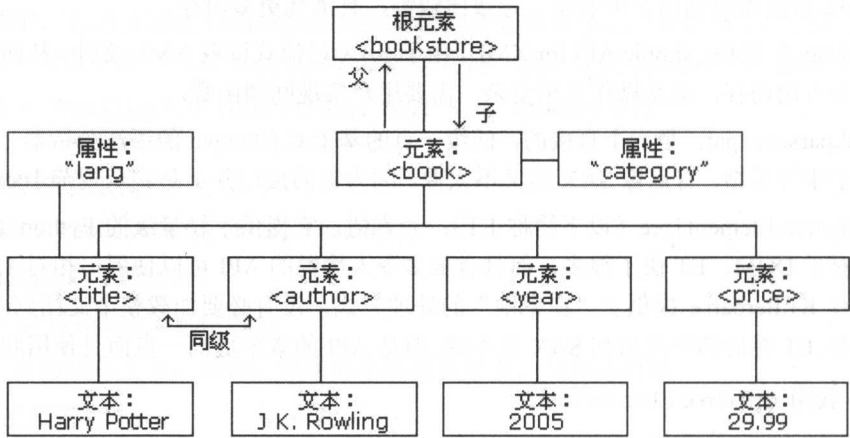 根元素
<bookstore>
父
子
属性：
“lang”
元素：
<book>
属性：
“category”
元素：
<title>
元素：
<author>
元素：
<year>
元素：
<price>
同级
文本：
Harry Potter
文本：
J K. Rowling
文本：
2005
文本：
29.99